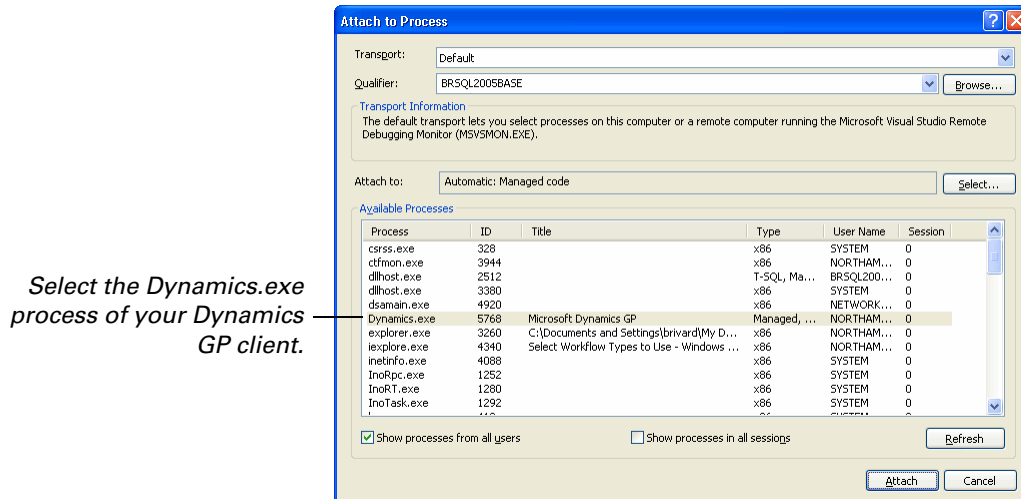 Attach to Process
Transport: Default
Qualifier: BRSQL2005BASE Browse...
Transport Information
The default transport lets you select processes on this computer or a remote computer running the Microsoft Visual Studio Remote
Debugging Monitor (MSVSMON.EXE).
Attach to: Automatic: Managed code Select...
Available Processes
Process ID Title Type User Name Session
csrss.exe 328 x86 SYSTEM 0
ctfmon.exe 3944 x86 NORTHAM... 0
dllhost.exe 2512 T-SQL, Ma... BRSQL200... 0
dllhost.exe 3380 x86 SYSTEM 0
dsamain.exe 4920 x86 NETWORK... 0
Dynamics.exe 5768 Microsoft Dynamics GP Managed, ... NORTHAM... 0
explorer.exe 3260 C:\Documents and Settings\brivard\My D... x86 NORTHAM... 0
iexplore.exe 4340 Select Workflow Types to Use - Windows ... x86 NORTHAM... 0
inetinfo.exe 4088 x86 SYSTEM 0
InoRpc.exe 1252 x86 SYSTEM 0
InoRT.exe 1280 x86 SYSTEM 0
InoTask.exe 1292 x86 SYSTEM 0
Select the Dynamics.exe
process of your Dynamics
GP client.
Show processes from all users Show processes in all sessions Refresh
Attach Cancel